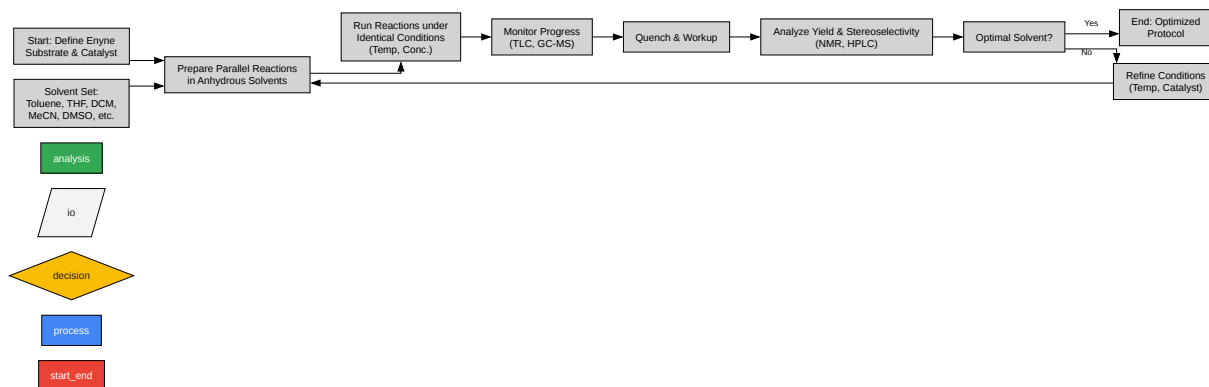 Start: Define Enyne
Substrate & Catalyst
Solvent Set:
Toluene, THF, DCM,
MeCN, DMSO, etc.
Prepare Parallel Reactions
in Anhydrous Solvents
Run Reactions under
Identical Conditions
(Temp, Conc.)
Monitor Progress
(TLC, GC-MS)
Quench & Workup
Analyze Yield & Stereoselectivity
(NMR, HPLC)
Optimal Solvent?
Yes
End: Optimized
Protocol
No
Refine Conditions
(Temp, Catalyst)
analysis
io
decision
process
start_end